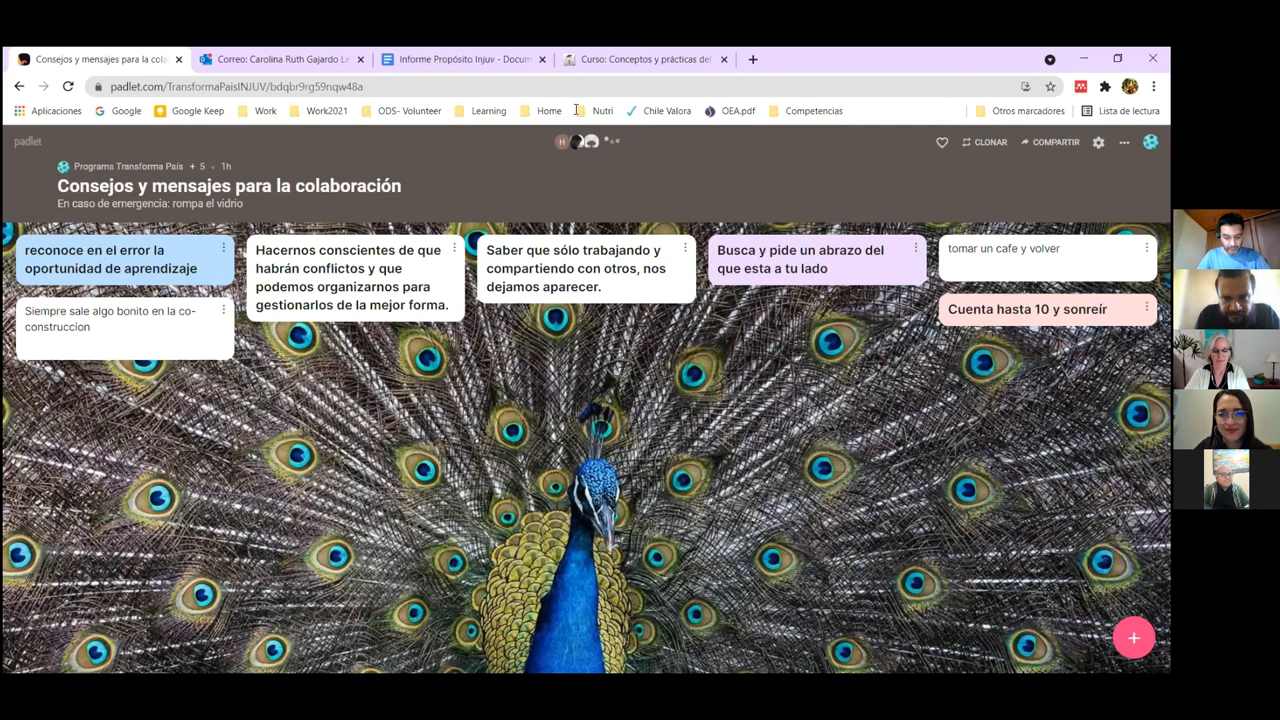 Consejos y mensajes para la cola
Correo: Carolina Ruth Gajardo Le
Informe Propósito Injuv - Docum
Curso: Conceptos y prácticas del
padlet.com/TransformaPaisINJUV/bdqbr9rg59nqw48a
Aplicaciones
Google
Google Keep
Work
Work2021
ODS- Volunteer
Learning
Home
Nutri
Chile Valora
OEA.pdf
Competencias
Otros marcadores
Lista de lectura
padlet
H
CLONAR
COMPARTIR
Programa Transforma País + 5 • 1h
Consejos y mensajes para la colaboración
En caso de emergencia: rompa el vidrio
reconoce en el error la
oportunidad de aprendizaje
Siempre sale algo bonito en la co-
construccion
Hacernos conscientes de que
habrán conflictos y que
podemos organizarnos para
gestionarlos de la mejor forma.
Saber que sólo trabajando y
compartiendo con otros, nos
dejamos aparecer.
Busca y pide un abrazo del
que esta a tu lado
tomar un cafe y volver
Cuenta hasta 10 y sonreír